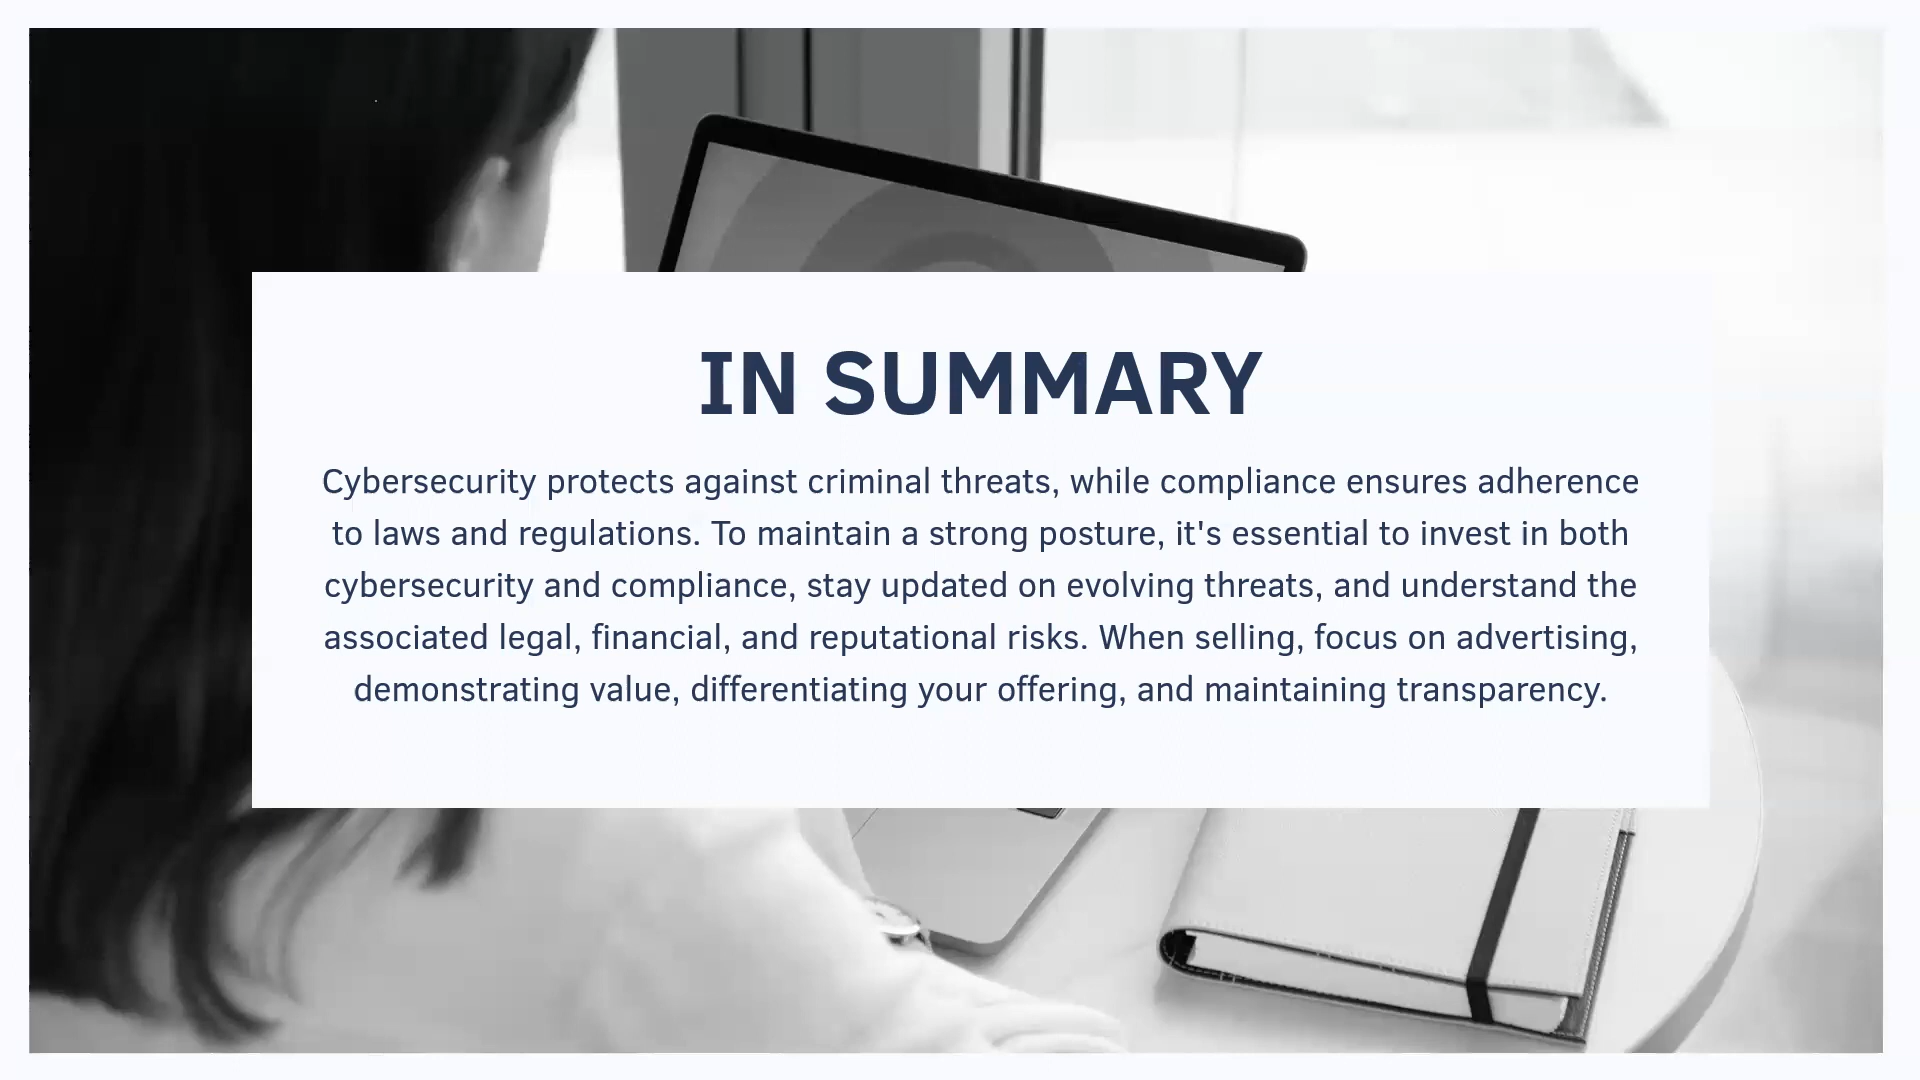 IN SUMMARY
Cybersecurity protects against criminal threats, while compliance ensures adherence
to laws and regulations. To maintain a strong posture, it's essential to invest in both
cybersecurity and compliance, stay updated on evolving threats, and understand the
associated legal, financial, and reputational risks. When selling, focus on advertising,
demonstrating value, differentiating your offering, and maintaining transparency.